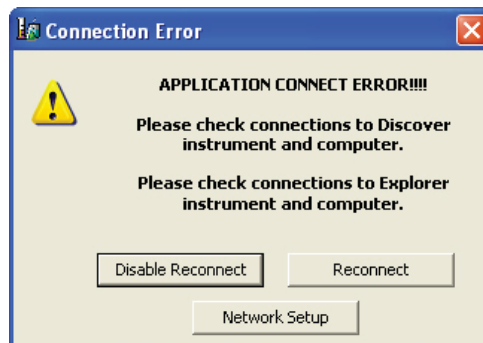 Connection Error
APPLICATION CONNECT ERROR!!!!
Please check connections to Discover
instrument and computer.
Please check connections to Explorer
instrument and computer.
Disable Reconnect
Reconnect
Network Setup